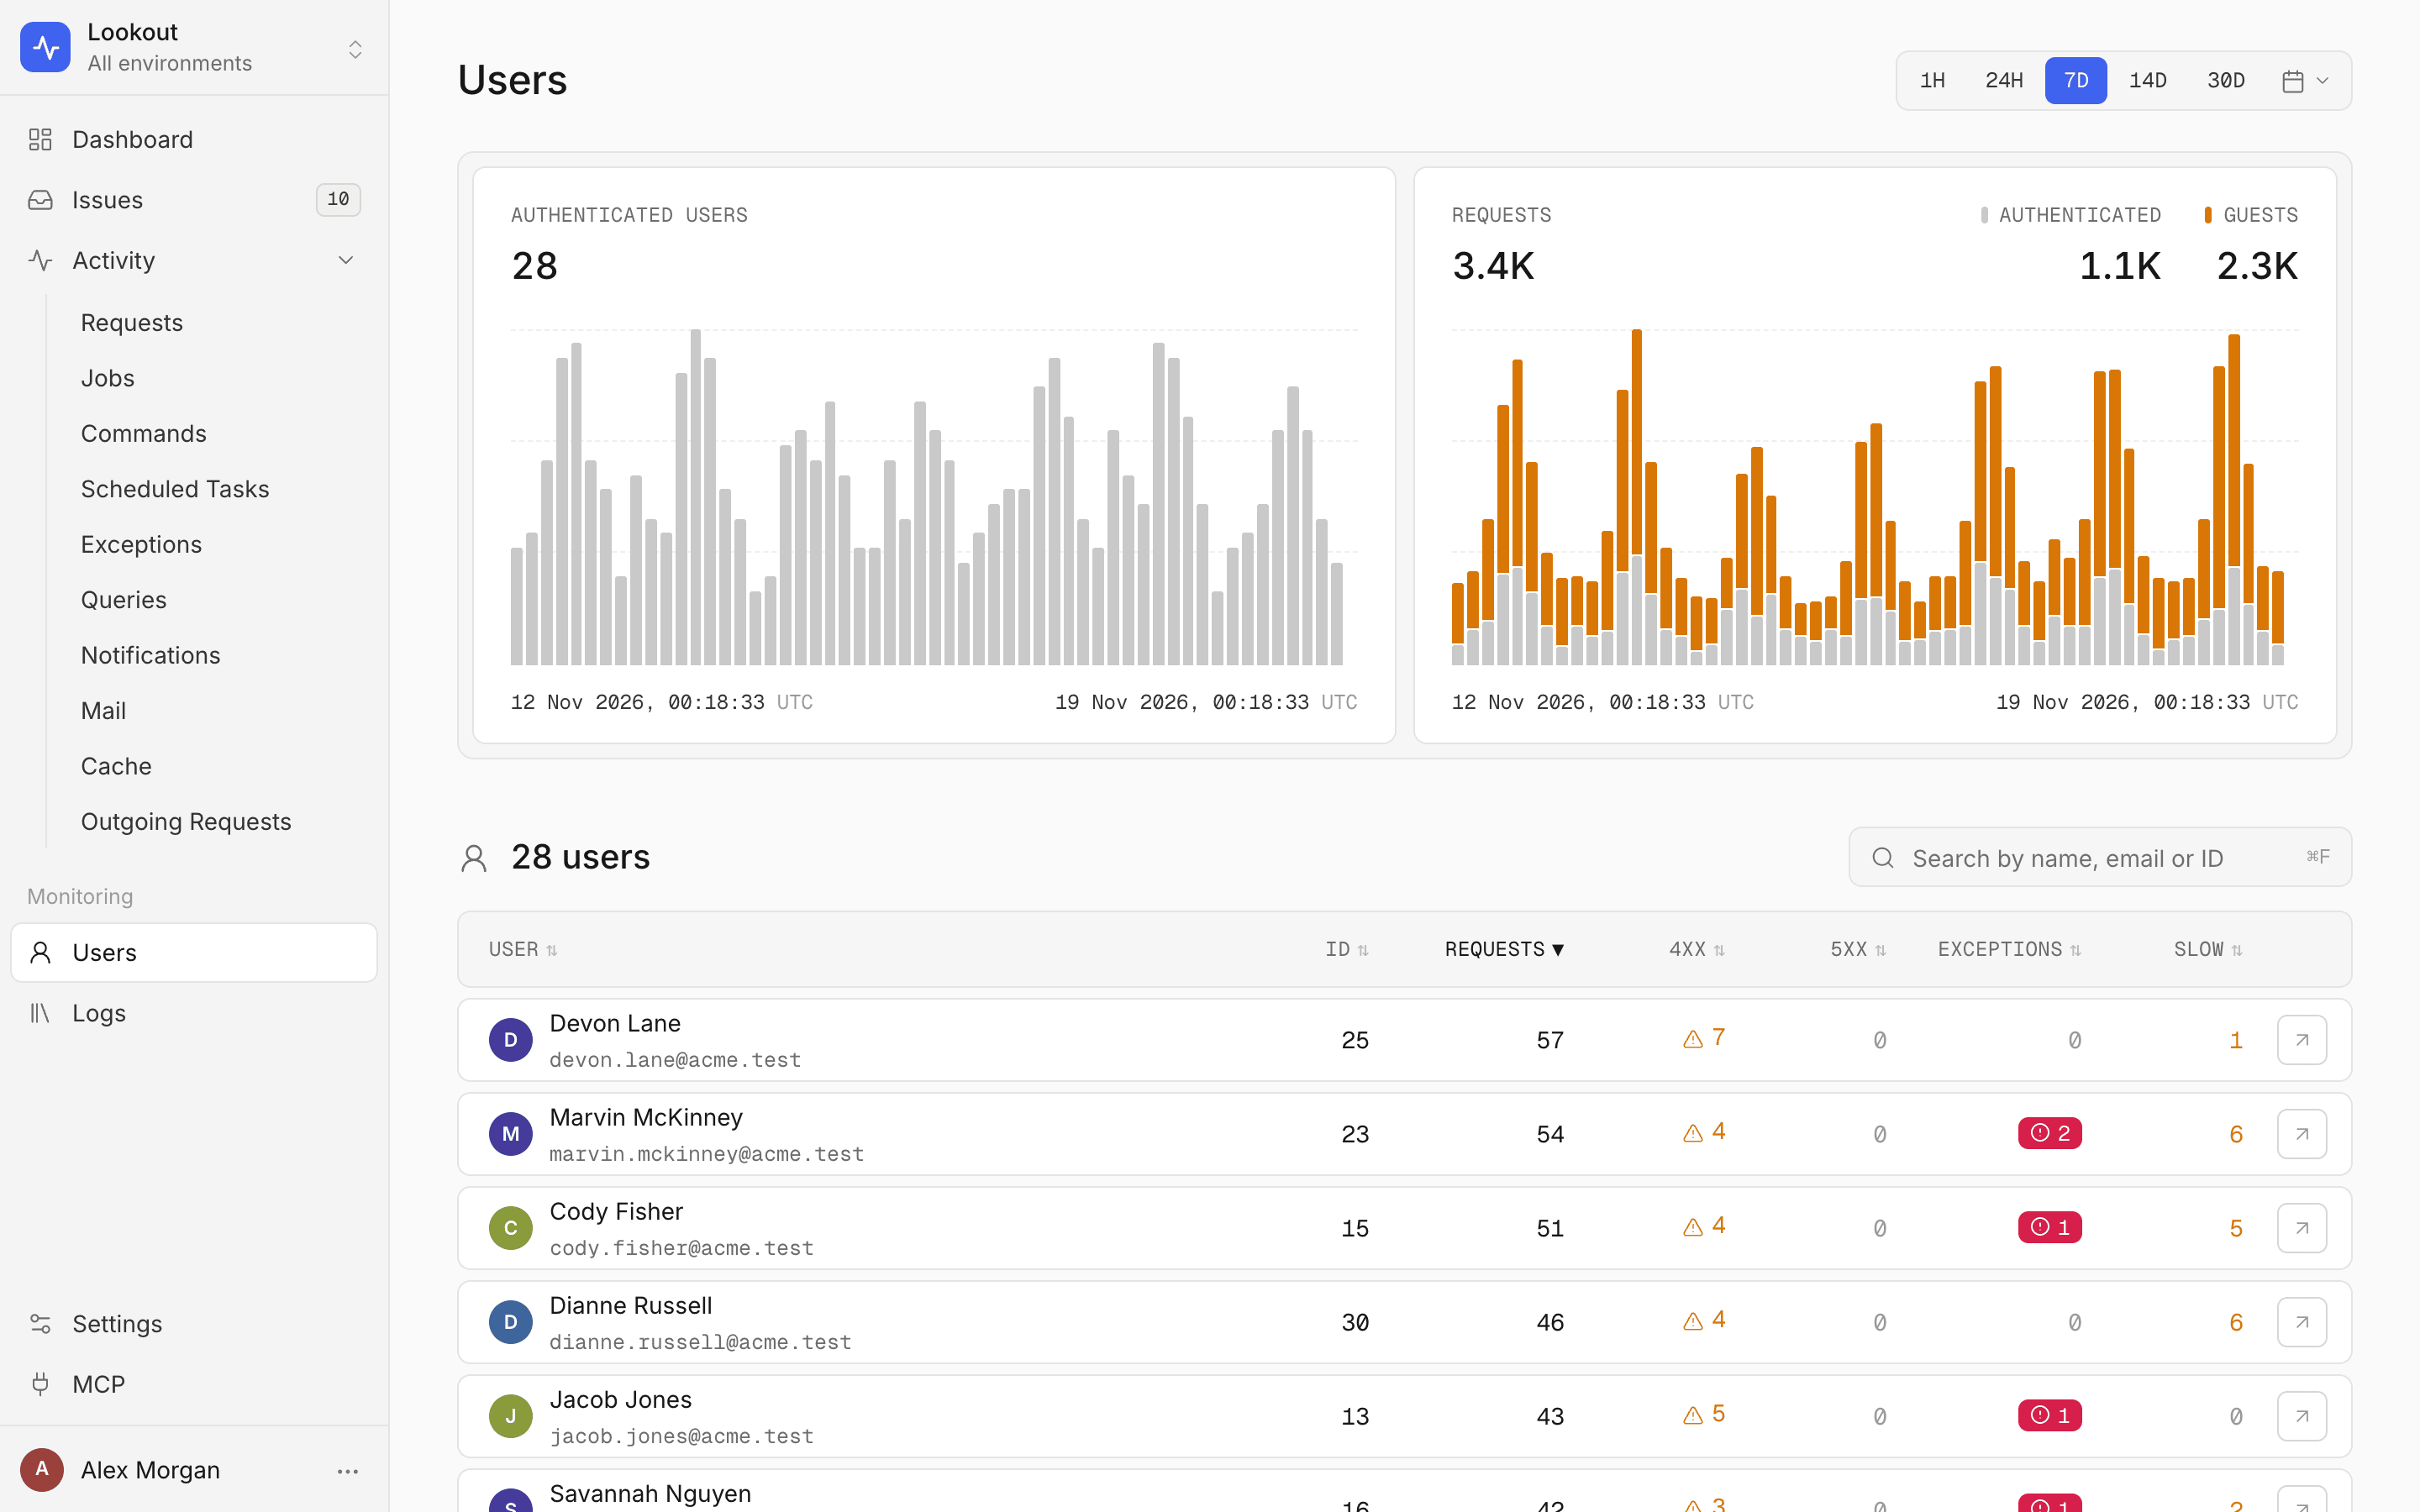 Lookout
All environments
Dashboard
Issues 10
Activity
Requests
Jobs
Commands
Scheduled Tasks
Exceptions
Queries
Notifications
Mail
Cache
Outgoing Requests
Monitoring
Users
Logs
Settings
MCP
A Alex Morgan
Users
1H 24H 7D 14D 30D
AUTHENTICATED USERS
28
12 Nov 2026, 00:18:33 UTC 19 Nov 2026, 00:18:33 UTC
REQUESTS AUTHENTICATED GUESTS
3.4K 1.1K 2.3K
12 Nov 2026, 00:18:33 UTC 19 Nov 2026, 00:18:33 UTC
28 users
Search by name, email or ID ⌘F
USER ID REQUESTS 4XX 5XX EXCEPTIONS SLOW
D Devon Lane 25 57 7 0 0 1
devon.lane@acme.test
M Marvin McKinney 23 54 4 0 2 6
marvin.mckinney@acme.test
C Cody Fisher 15 51 4 0 1 5
cody.fisher@acme.test
D Dianne Russell 30 46 4 0 0 6
dianne.russell@acme.test
J Jacob Jones 13 43 5 0 1 0
jacob.jones@acme.test
S Savannah Nguyen 16 42 3 0 1 2